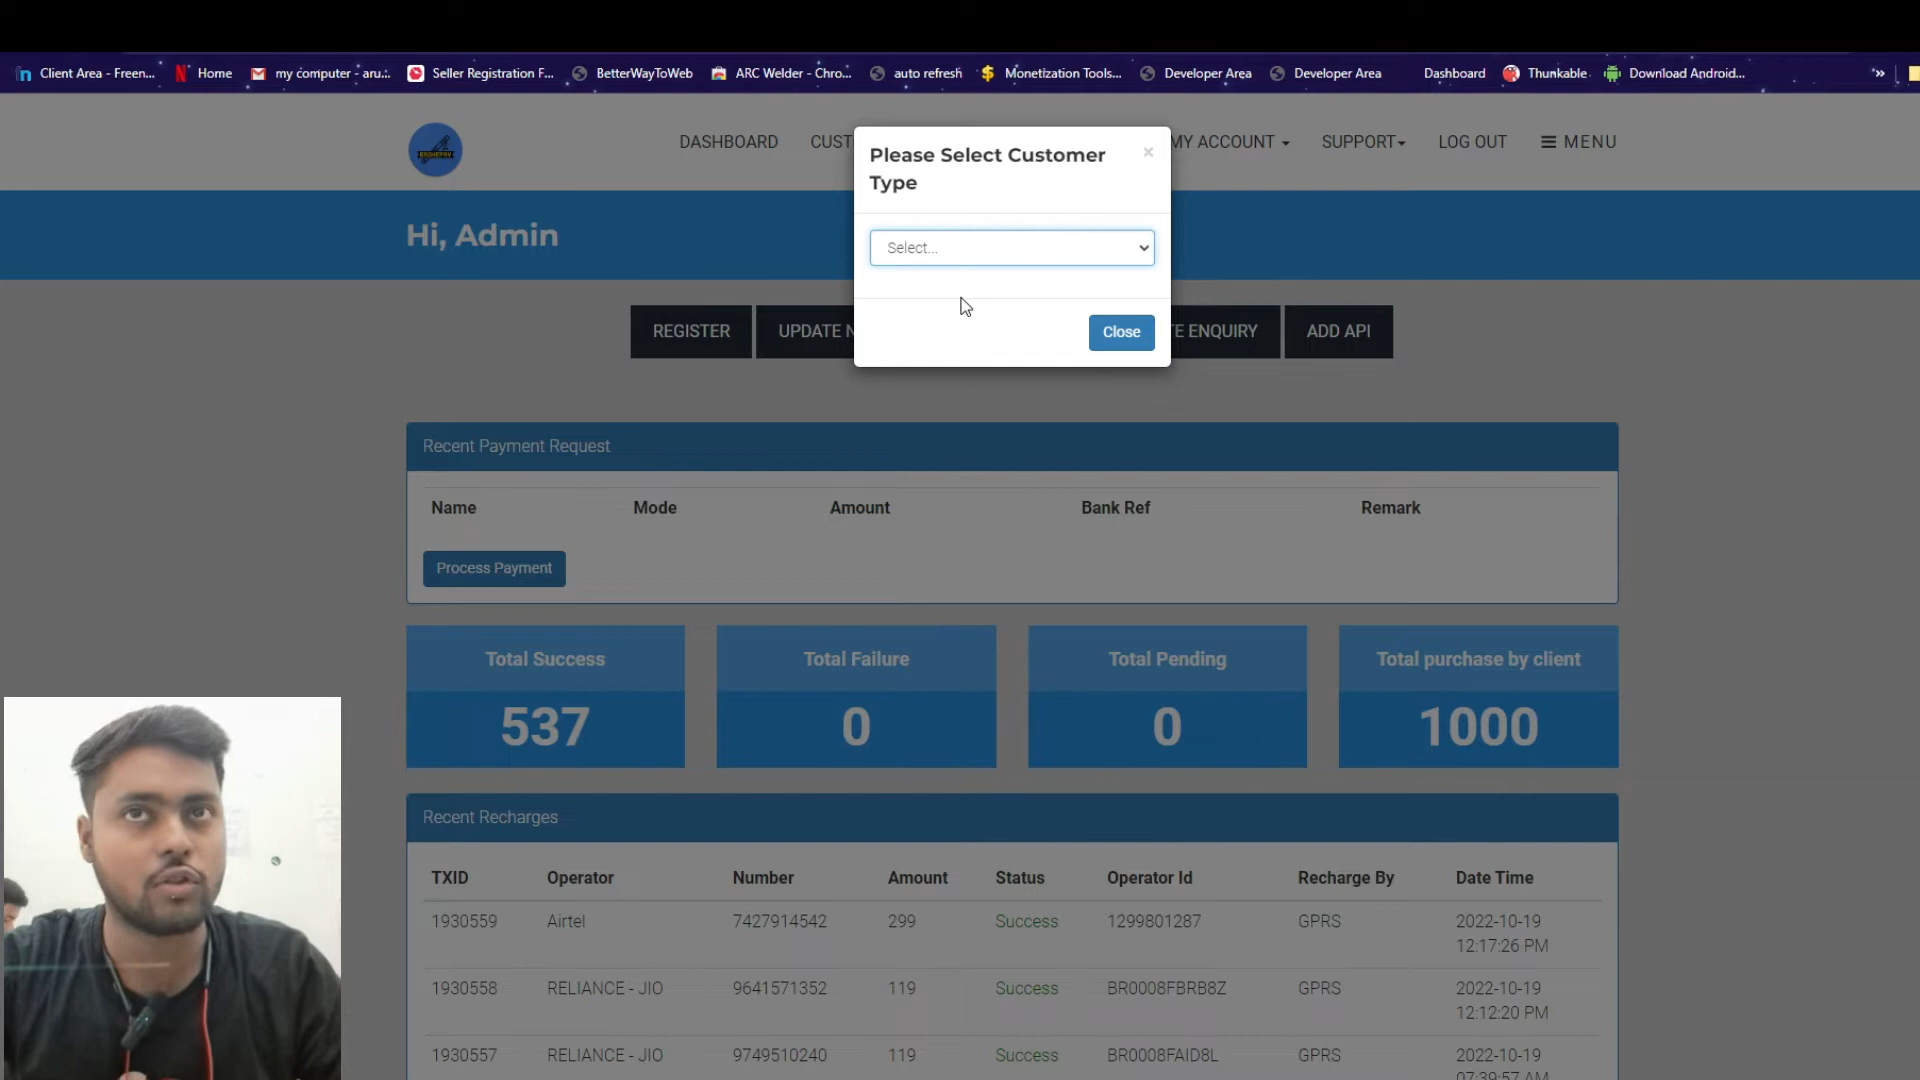 Client Area - Freen... Home my computer - aru... Seller Registration F... BetterWayToWeb ARC Welder - Chro... auto refresh Monetization Tools... Developer Area Developer Area Dashboard Thunkable Download Android... »
DASHBOARD CUST MY ACCOUNT SUPPORT LOG OUT MENU
Please Select Customer
Type
×
Hi, Admin
Select...
REGISTER UPDATE N E ENQUIRY ADD API
Close
Recent Payment Request
Name Mode Amount Bank Ref Remark
Process Payment
Total Success Total Failure Total Pending Total purchase by client
537 0 0 1000
Recent Recharges
TXID Operator Number Amount Status Operator Id Recharge By Date Time
1930559 Airtel 7427914542 299 Success 1299801287 GPRS 2022-10-19
12:17:26 PM
1930558 RELIANCE - JIO 9641571352 119 Success BR0008FBRB8Z GPRS 2022-10-19
12:12:20 PM
1930557 RELIANCE - JIO 9749510240 119 Success BR0008FAID8L GPRS 2022-10-19
07:39:57 AM